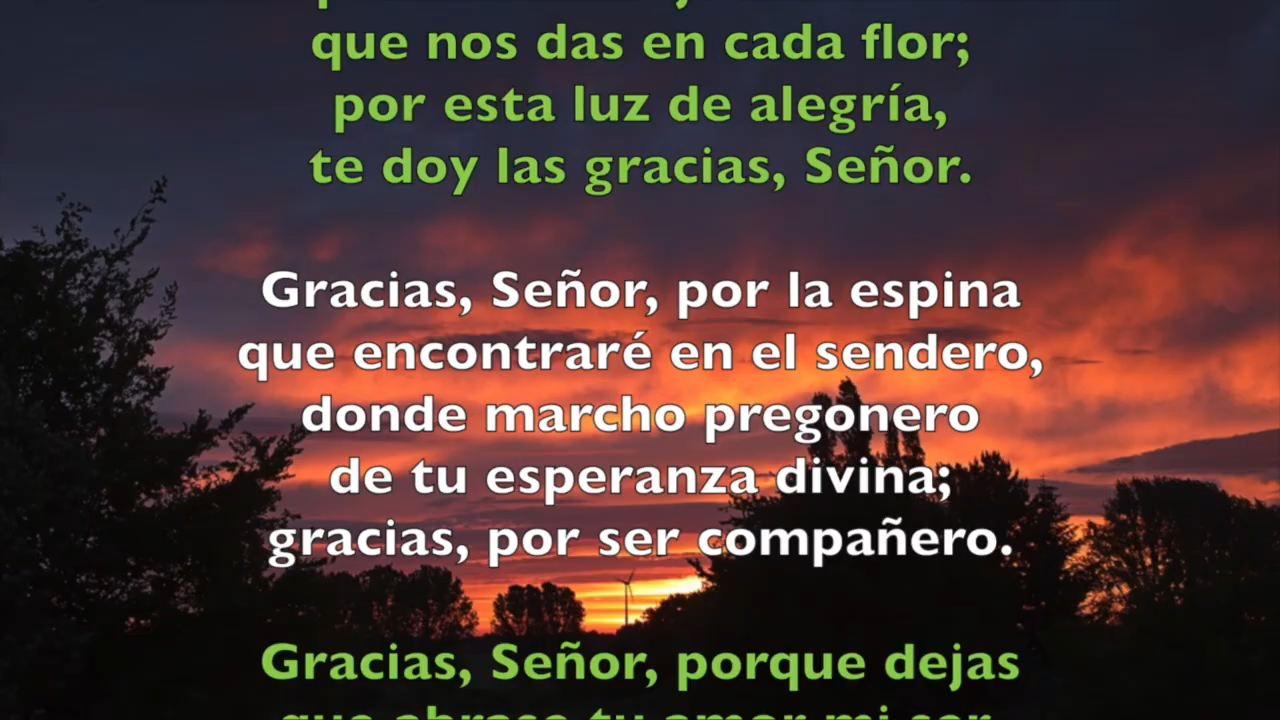 que nos das en cada flor;
por esta luz de alegría,
te doy las gracias, Señor.
Gracias, Señor, por la espina
que encontraré en el sendero,
donde marcho pregonero
de tu esperanza divina;
gracias, por ser compañero.
Gracias, Señor, porque dejas
que abrase tu amor mi ser